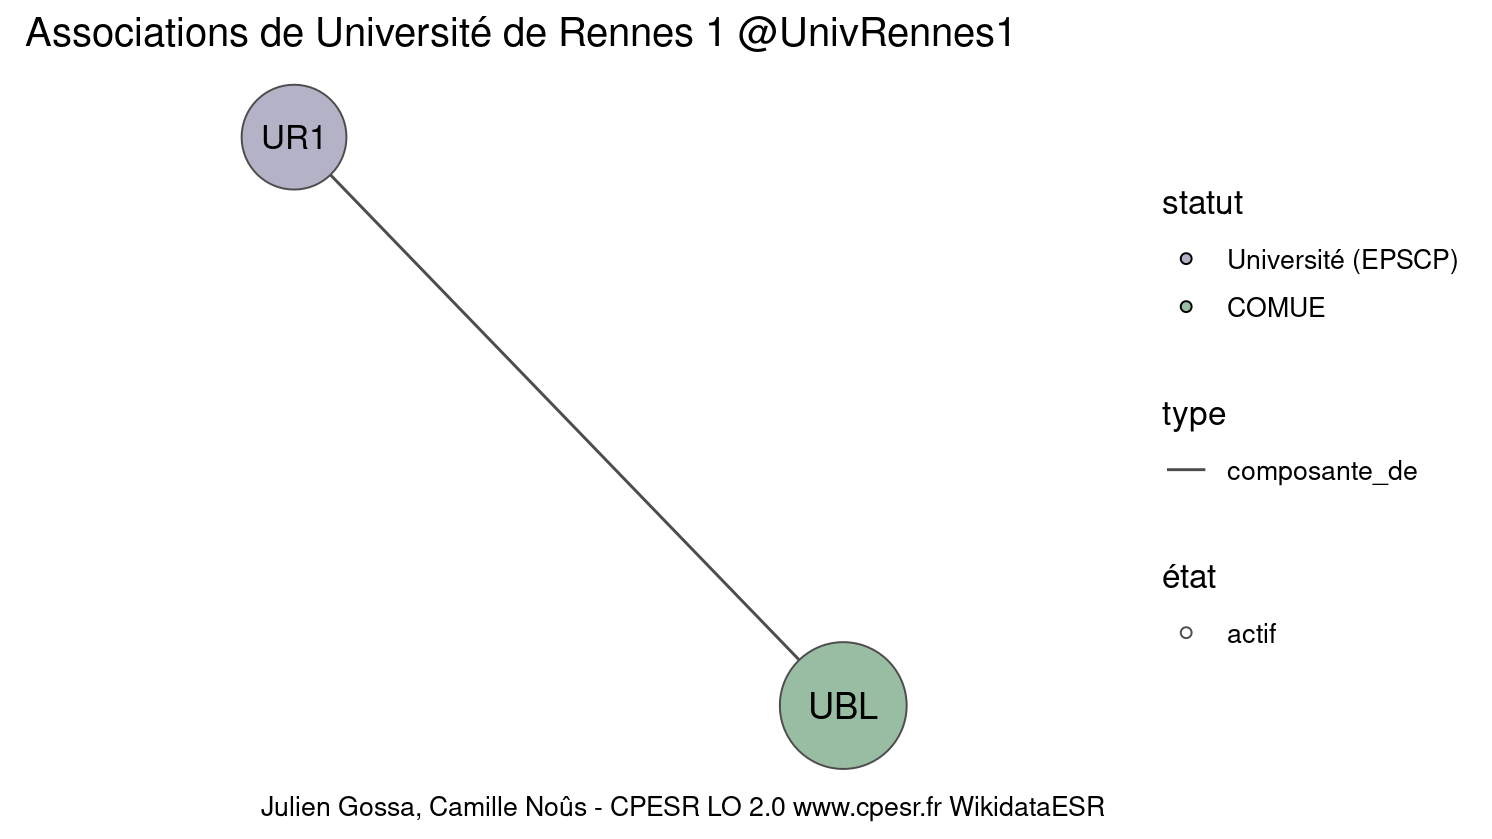 Associations de Université de Rennes 1 @UnivRennes1
UR1
statut
Université (EPSCP)
COMUE
type
composante_de
état
actif
UBL
Julien Gossa, Camille Noûs - CPESR LO 2.0 www.cpesr.fr WikidataESR